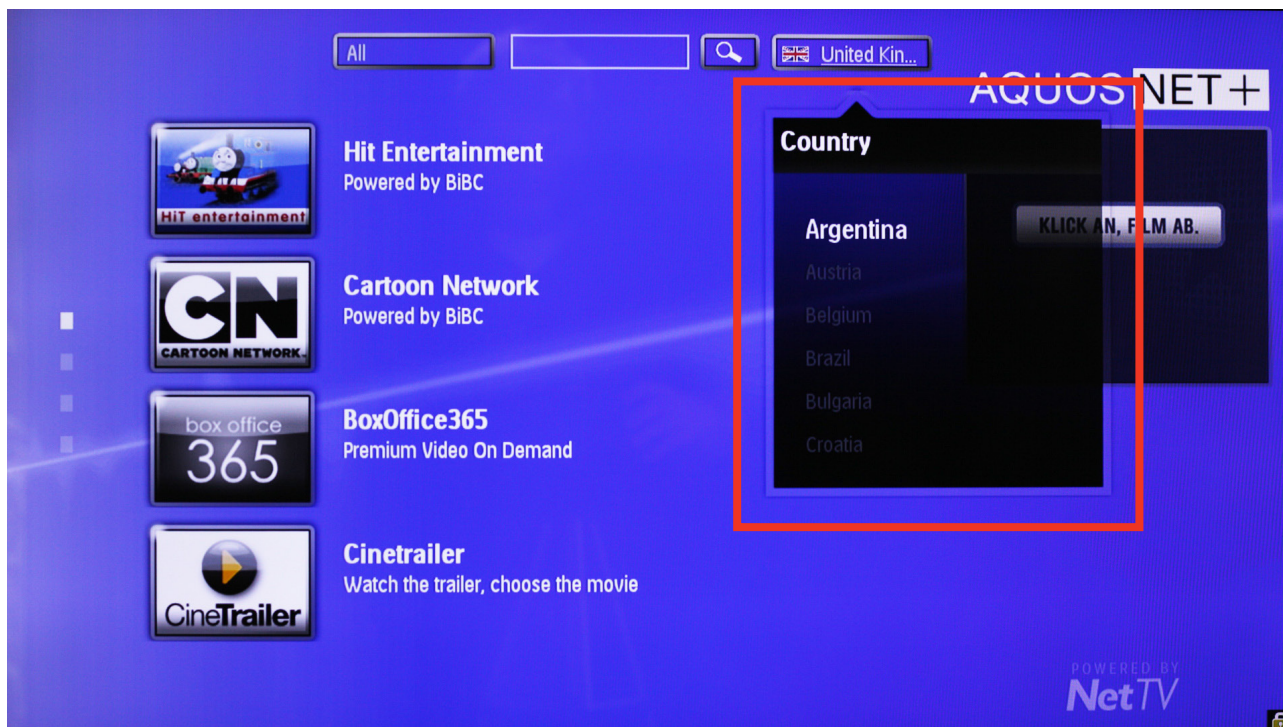 All
United Kin...
AQUOS NET+
HiT entertainment
Hit Entertainment
Powered by BiBC
Country
Argentina
Austria
Belgium
Brazil
Bulgaria
Croatia
KLICK AN, FILM AB.
CN
CARTOON NETWORK
Cartoon Network
Powered by BiBC
box office
365
BoxOffice365
Premium Video On Demand
CineTrailer
Cinetrailer
Watch the trailer, choose the movie
POWERED BY
NetTV